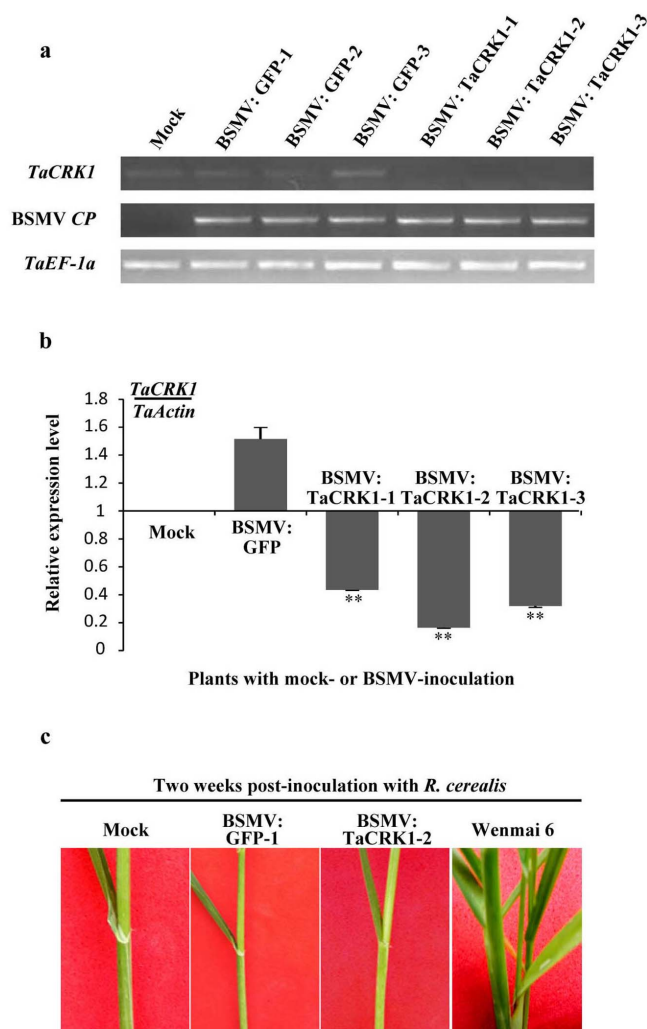 a
Mock
BSMV: GFP-1
BSMV: GFP-2
BSMV: GFP-3
BSMV: TaCRK1-1
BSMV: TaCRK1-2
BSMV: TaCRK1-3
TaCRK1
BSMV CP
TaEF-1a
b
TaCRK1
TaActin
Relative expression level
1.8
1.6
1.4
1.2
1
0.8
0.6
0.4
0.2
0
Mock
BSMV:
GFP
BSMV:
TaCRK1-1
BSMV:
TaCRK1-2
BSMV:
TaCRK1-3
**
**
**
Plants with mock- or BSMV-inoculation
c
Two weeks post-inoculation with R. cerealis
Mock
BSMV:
GFP-1
BSMV:
TaCRK1-2
Wenmai 6